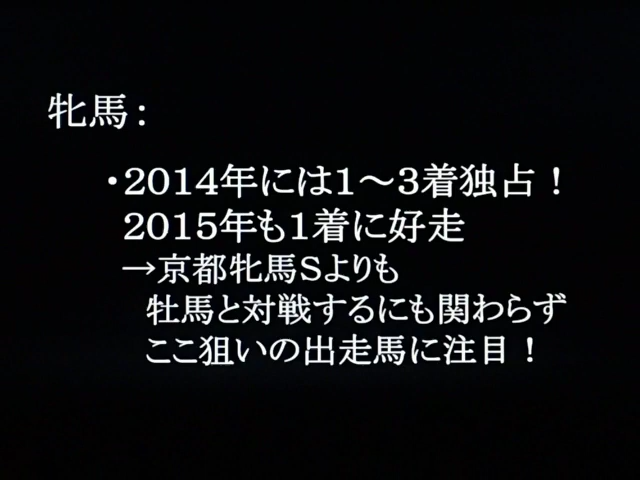 牝馬：
・2014年には1～3着独占！
2015年も1着に好走
→京都牝馬Sよりも
牡馬と対戦するにも関わらず
ここ狙いの出走馬に注目！